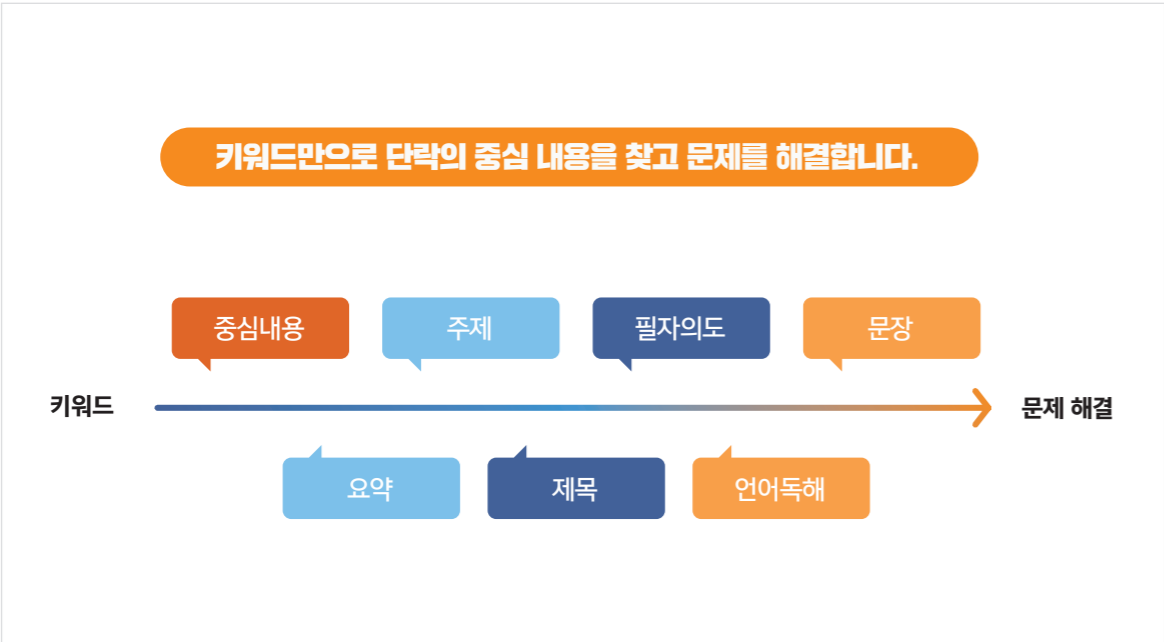 키워드만으로 단락의 중심 내용을 찾고 문제를 해결합니다.
중심내용
주제
필자의도
문장
키워드
문제 해결
요약
제목
언어독해